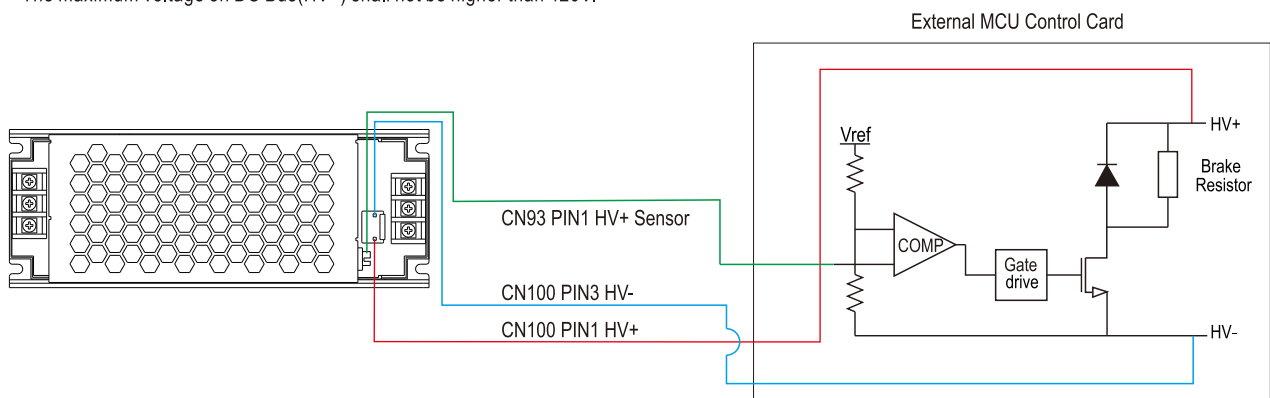 External MCU Control Card
HV+
Vref
Brake
Resistor
CN93 PIN1 HV+ Sensor
COMP
Gate
drive
CN100 PIN3 HV-
CN100 PIN1 HV+
HV-